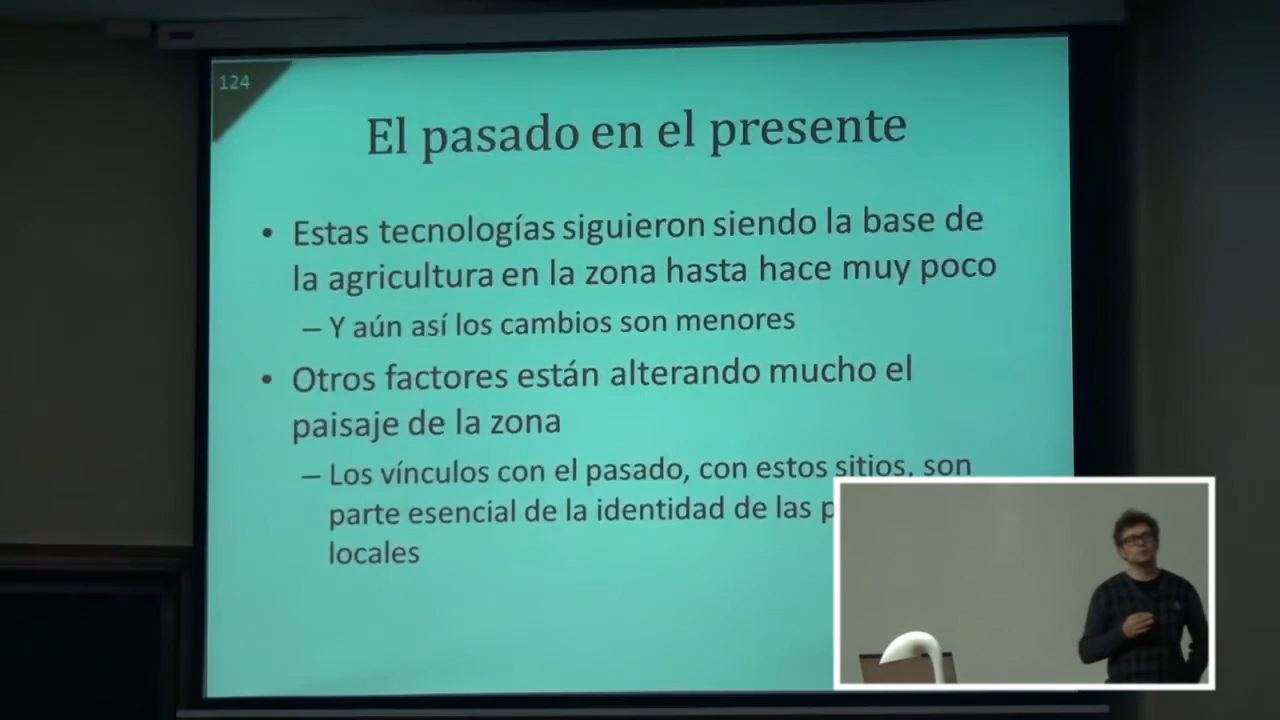 124
El pasado en el presente
• Estas tecnologías siguieron siendo la base de
la agricultura en la zona hasta hace muy poco
– Y aún así los cambios son menores
• Otros factores están alterando mucho el
paisaje de la zona
– Los vínculos con el pasado, con estos sitios, son
parte esencial de la identidad de las
locales